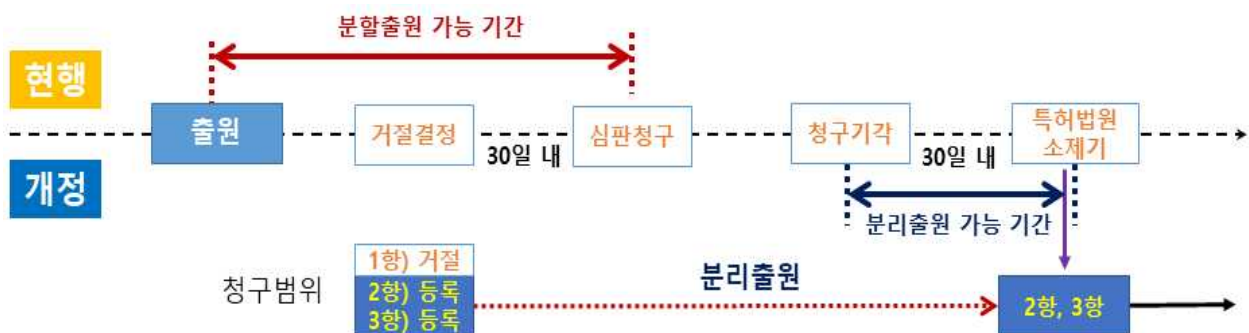 분할출원 가능 기간
현행
출원
거절결정
30일 내
심판청구
청구기각
30일 내
특허법원
소제기
개정
분리출원 가능 기간
청구범위
1항) 거절
2항) 등록
3항) 등록
분리출원
2항, 3항